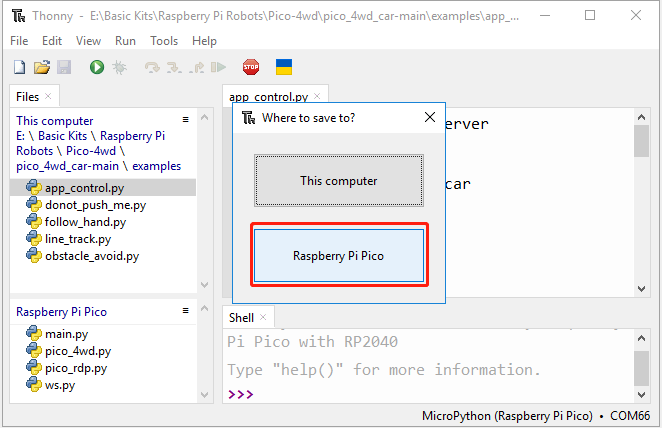 Thonny - E:\Basic Kits\Raspberry Pi Robots\Pico-4wd\pico_4wd_car-main\examples\app_...
File Edit View Run Tools Help
STOP
Files
This computer
E: \ Basic Kits \ Raspberry Pi
Robots \ Pico-4wd \
pico_4wd_car-main \ examples
app_control.py
donot_push_me.py
follow_hand.py
line_track.py
obstacle_avoid.py
Raspberry Pi Pico
main.py
pico_4wd.py
pico_rdp.py
ws.py
app_control.py
erver
car
Where to save to?
This computer
Raspberry Pi Pico
Shell
Pi Pico with RP2040
Type "help()" for more information.
>>>
MicroPython (Raspberry Pi Pico) • COM66